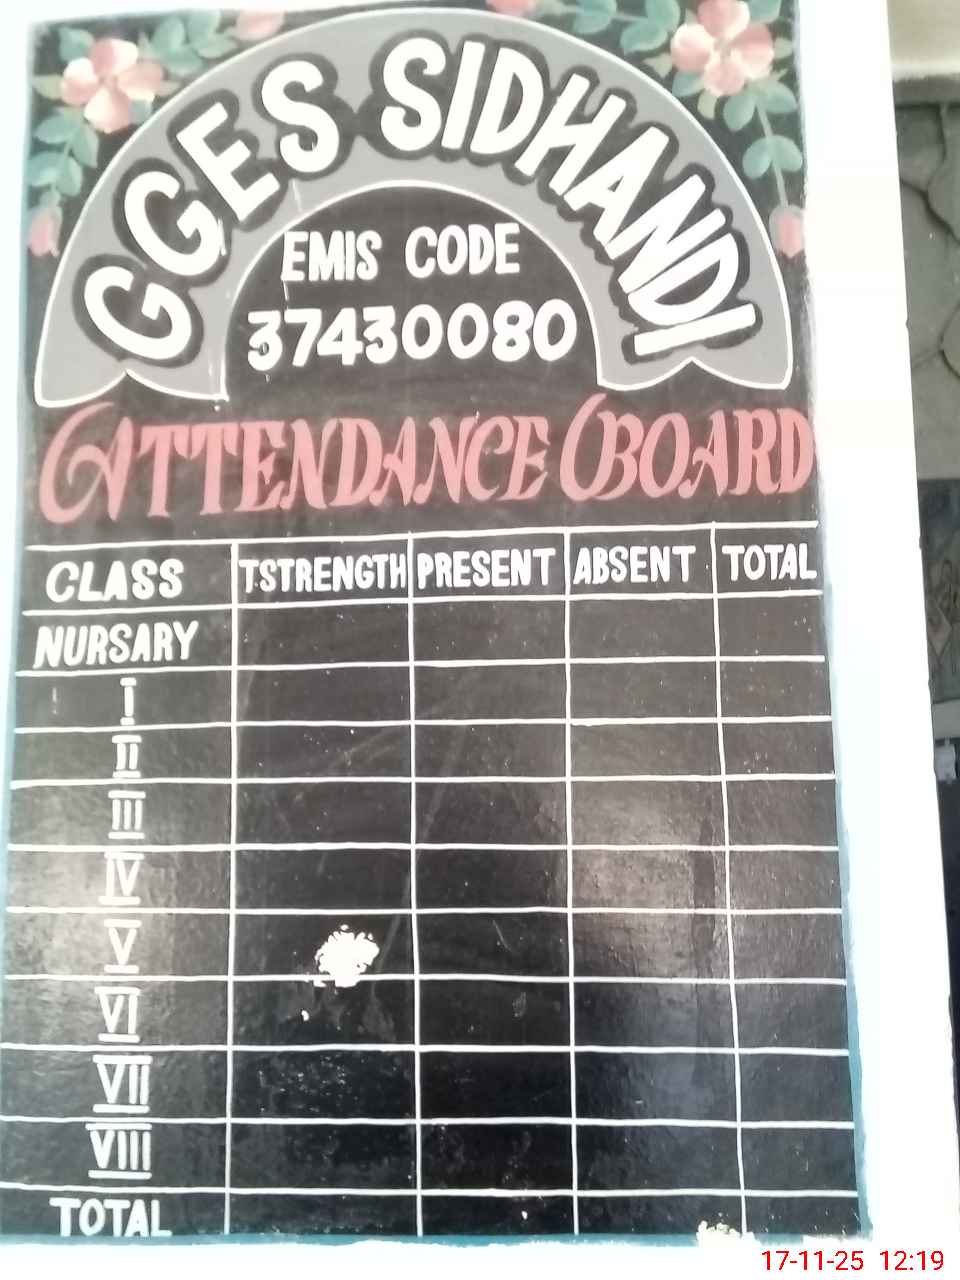 GGES SIDHANDI
EMIS CODE
37430080
ATTENDANCE BOARD
CLASS T.STRENGTH PRESENT ABSENT TOTAL
NURSARY
I
II
III
IV
V
VI
VII
VIII
TOTAL
17-11-25 12:19